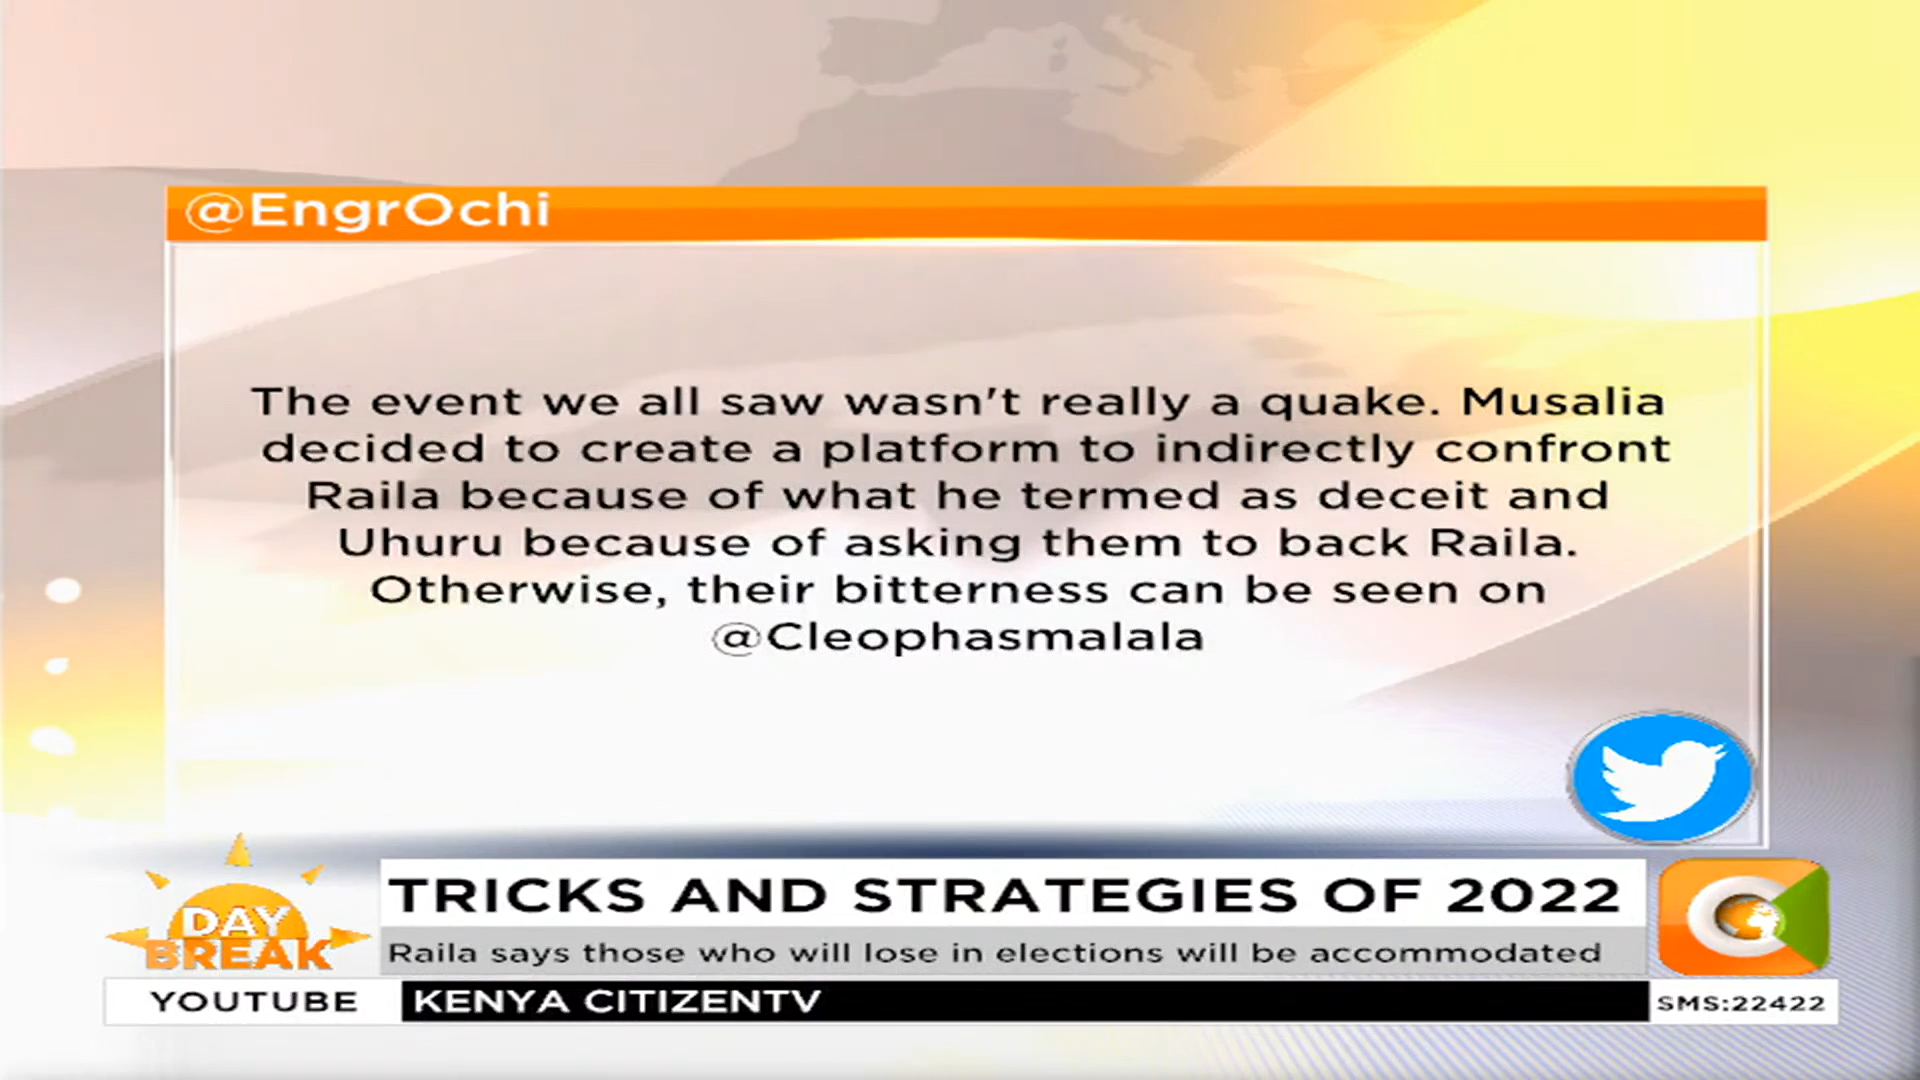 @EngrOchi
The event we all saw wasn't really a quake. Musalia
decided to create a platform to indirectly confront
Raila because of what he termed as deceit and
Uhuru because of asking them to back Raila.
Otherwise, their bitterness can be seen on
@Cleophasmalala
DAY
BREAK
TRICKS AND STRATEGIES OF 2022
Raila says those who will lose in elections will be accommodated
YOUTUBE
KENYA CITIZENTV
SMS:22422